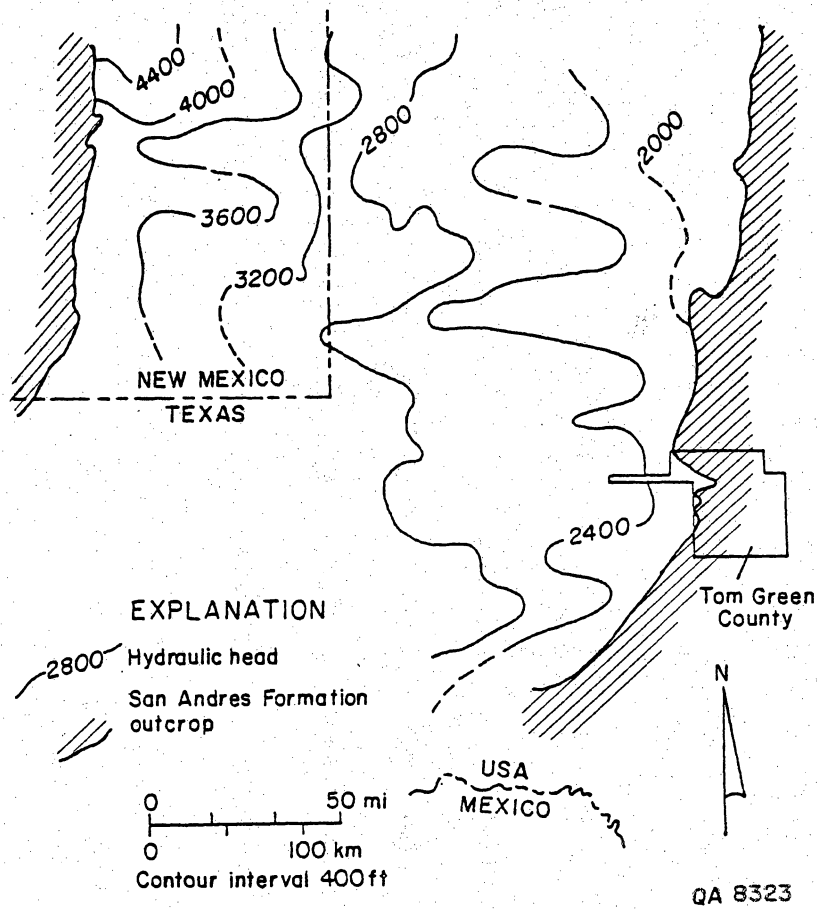 4400
4000
2800
2000
3600
3200
NEW MEXICO
TEXAS
2400
Tom Green
County
EXPLANATION
2800 Hydraulic head
San Andres Formation
outcrop
N
USA
MEXICO
0 50 mi
0 100 km
Contour interval 400 ft
QA 8323